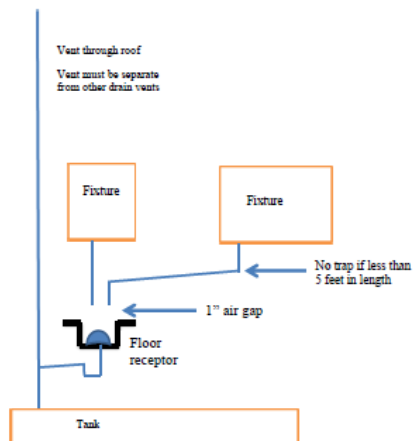 Vent through roof
Vent must be separate
from other drain vents
Fixture
Fixture
No trap if less than
5 feet in length
1” air gap
Floor
receptor
Tank